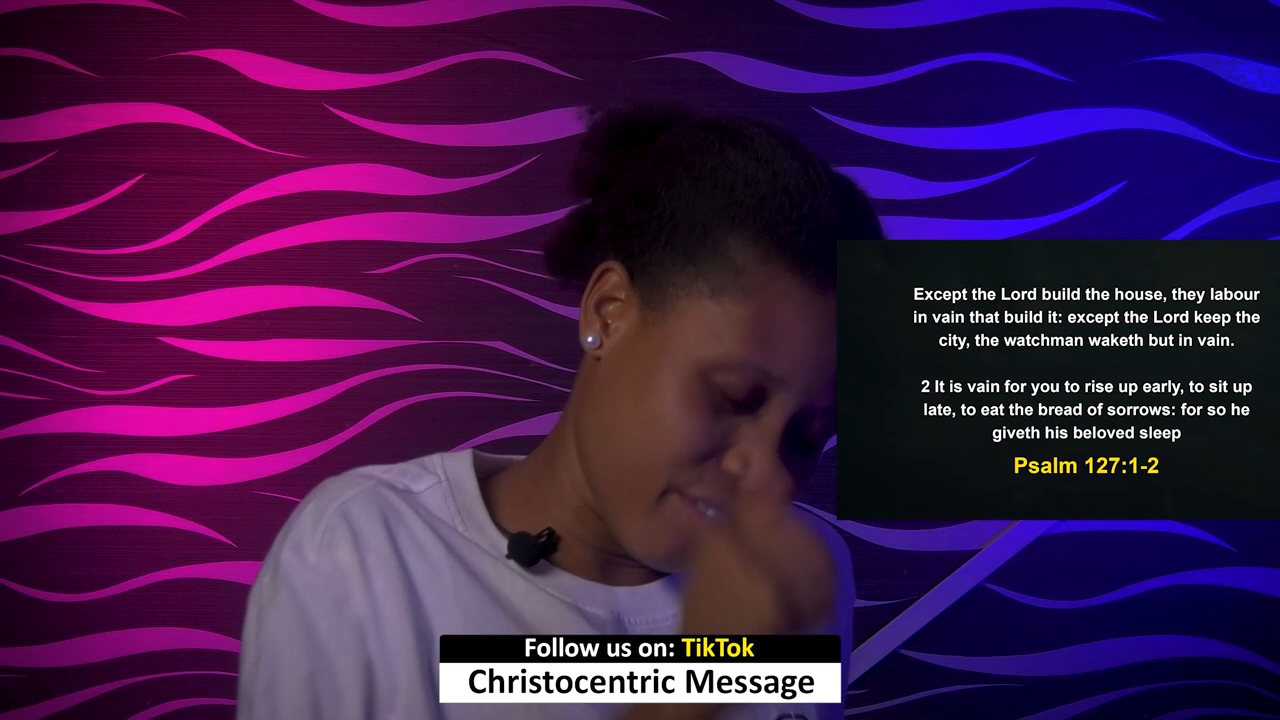 Except the Lord build the house, they labour
in vain that build it: except the Lord keep the
city, the watchman waketh but in vain.
2 It is vain for you to rise up early, to sit up
late, to eat the bread of sorrows: for so he
giveth his beloved sleep
Psalm 127:1-2
Follow us on: TikTok
Christocentric Message